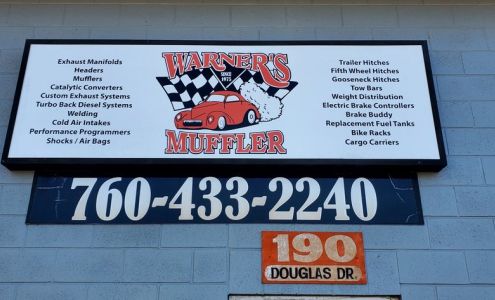 Exhaust Manifolds
Headers
Mufflers
Catalytic Converters
Custom Exhaust Systems
Turbo Back Diesel Systems
Welding
Cold Air Intakes
Performance Programmers
Shocks / Air Bags
WARNER'S
SINCE
1975
MUFFLER
Trailer Hitches
Fifth Wheel Hitches
Gooseneck Hitches
Tow Bars
Weight Distribution
Electric Brake Controllers
Brake Buddy
Replacement Fuel Tanks
Bike Racks
Cargo Carriers
760-433-2240
190
DOUGLAS DR.